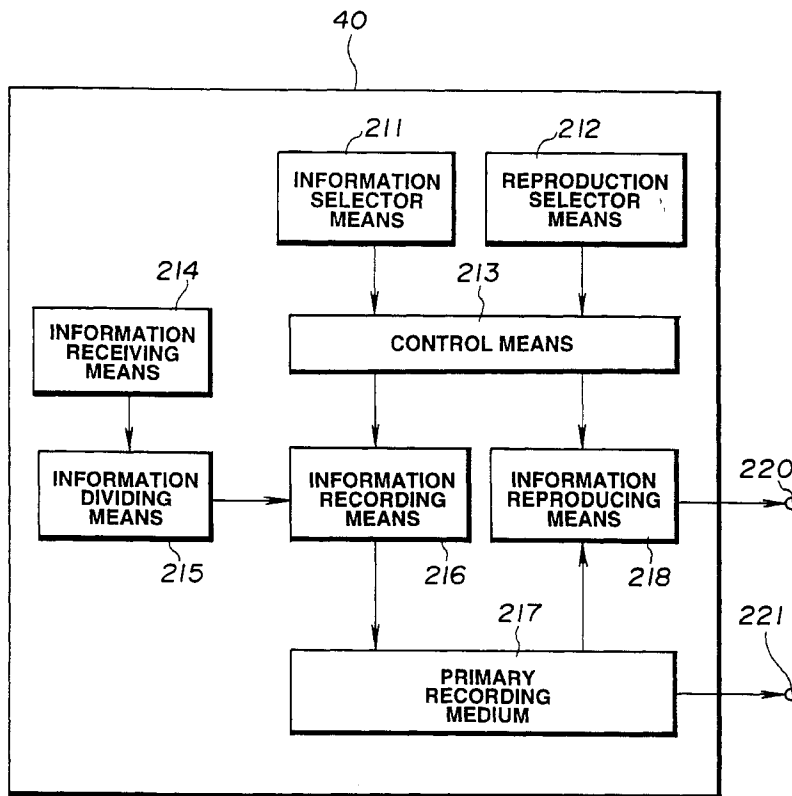 40
211
212
INFORMATION
SELECTOR
MEANS
REPRODUCTION
SELECTOR
MEANS
214
213
INFORMATION
RECEIVING
MEANS
CONTROL MEANS
INFORMATION
DIVIDING
MEANS
INFORMATION
RECORDING
MEANS
INFORMATION
REPRODUCING
MEANS
220
215
216
218
217
221
PRIMARY
RECORDING
MEDIUM